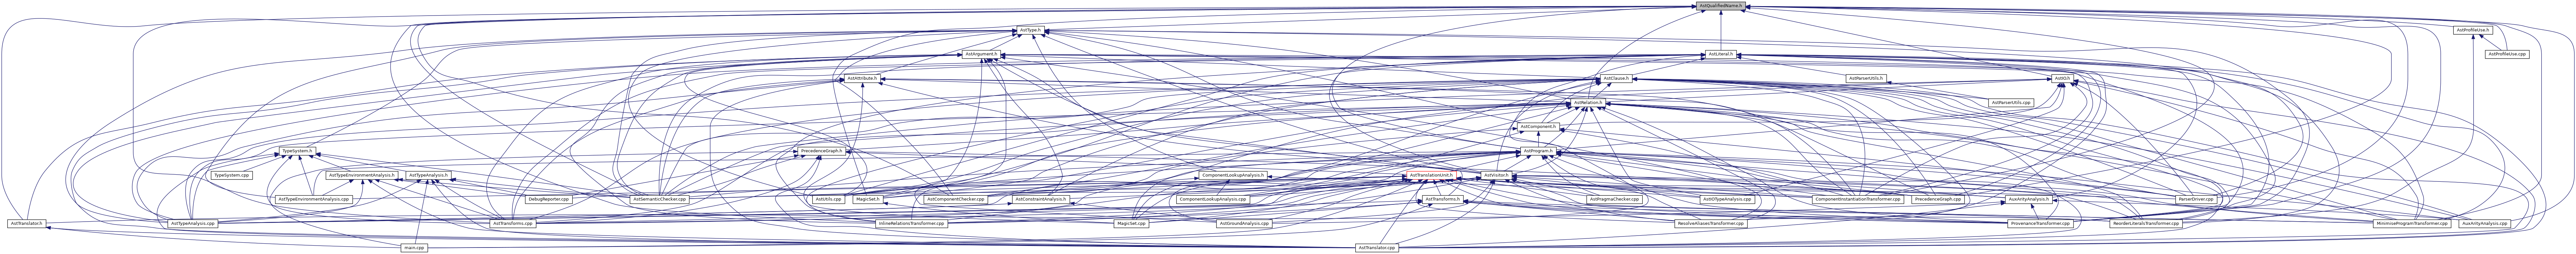 AstQualifiedName.h
AstType.h
AstProfileUse.h
AstArgument.h
AstLiteral.h
AstProfileUse.cpp
AstAttribute.h
AstClause.h
AstParserUtils.h
AstIO.h
AstRelation.h
AstParserUtils.cpp
AstComponent.h
TypeSystem.h
PrecedenceGraph.h
AstProgram.h
TypeSystem.cpp
AstTypeEnvironmentAnalysis.h
AstTypeAnalysis.h
ComponentLookupAnalysis.h
AstTranslationUnit.h
AstVisitor.h
AstTypeEnvironmentAnalysis.cpp
DebugReporter.cpp
AstSemanticChecker.cpp
AstUtils.cpp
MagicSet.h
AstComponentChecker.cpp
AstConstraintAnalysis.h
ComponentLookupAnalysis.cpp
AstTransforms.h
AstPragmaChecker.cpp
AstIOTypeAnalysis.cpp
ComponentInstantiationTransformer.cpp
PrecedenceGraph.cpp
AuxArityAnalysis.h
ParserDriver.cpp
AstTranslator.h
AstTypeAnalysis.cpp
AstTransforms.cpp
InlineRelationsTransformer.cpp
MagicSet.cpp
AstGroundAnalysis.cpp
ResolveAliasesTransformer.cpp
ProvenanceTransformer.cpp
ReorderLiteralsTransformer.cpp
MinimiseProgramTransformer.cpp
AuxArityAnalysis.cpp
main.cpp
AstTranslator.cpp